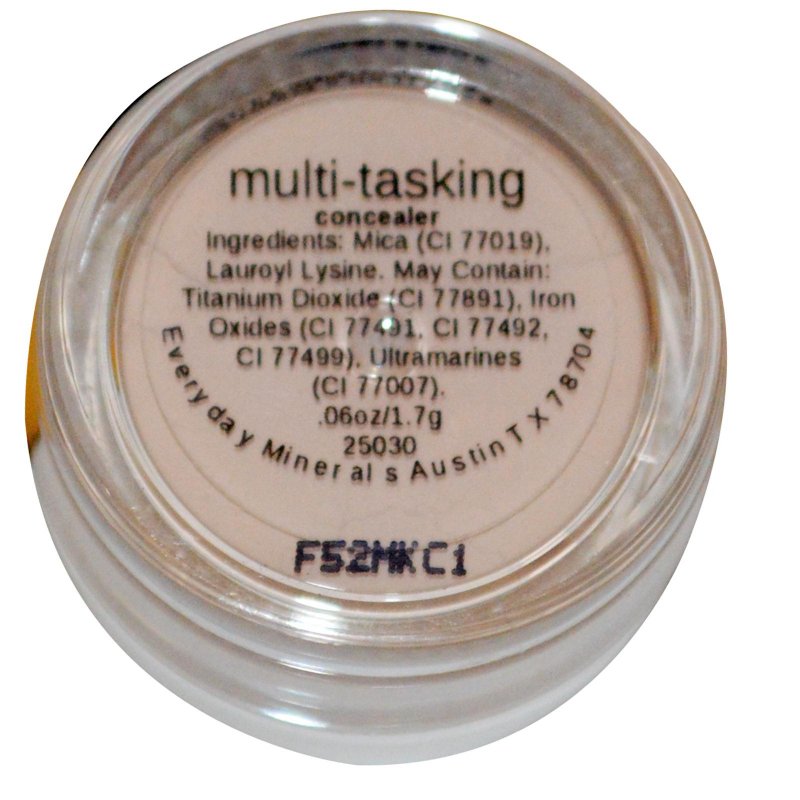 multi-tasking
concealer
Ingredients: Mica (CI 77019),
Lauroyl Lysine. May Contain:
Titanium Dioxide (CI 77891), Iron
Oxides (CI 77491, CI 77492,
CI 77499), Ultramarines
(CI 77007).
.06oz/1.7g
25030
Everyday Minerals Austin TX 78704
F52MKC1